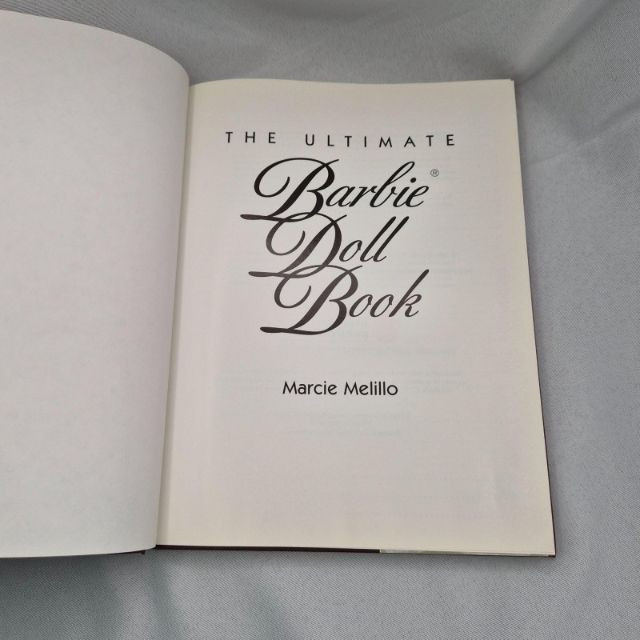 THE ULTIMATE
Barbie®
Doll
Book
Marcie Melillo